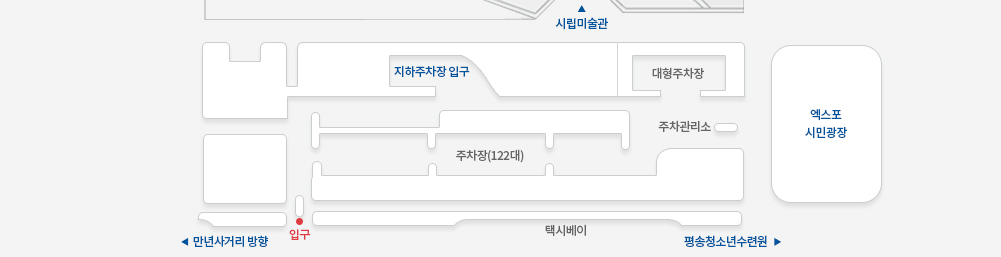 ▲
시립미술관
지하주차장 입구
대형주차장
엑스포
시민광장
주차관리소
주차장(122대)
입구
택시베이
◀ 만년사거리 방향
평송청소년수련원 ▶